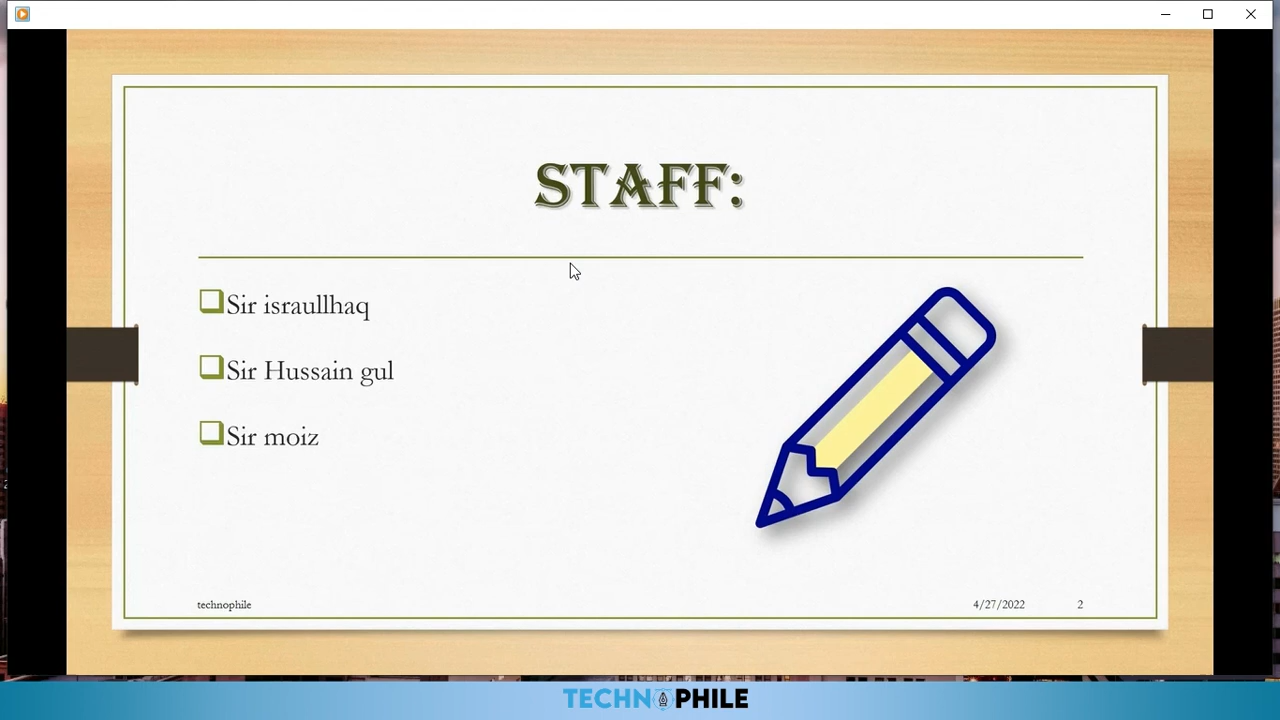 STAFF:
Sir israullhaq
Sir Hussain gul
Sir moiz
technophile
4/27/2022
2
TECHNOPHILE